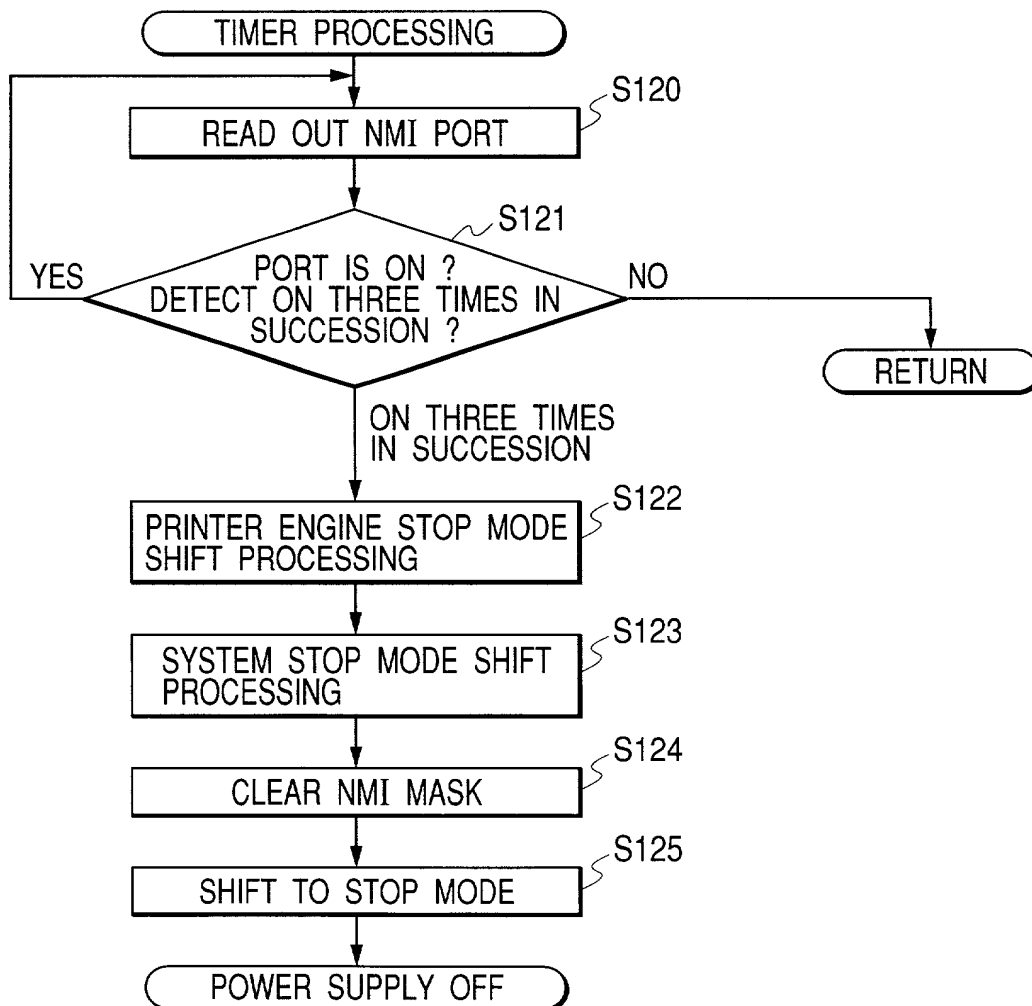 TIMER PROCESSING
S120
READ OUT NMI PORT
S121
YES
PORT IS ON ?
DETECT ON THREE TIMES IN
SUCCESSION ?
NO
RETURN
ON THREE TIMES
IN SUCCESSION
S122
PRINTER ENGINE STOP MODE
SHIFT PROCESSING
S123
SYSTEM STOP MODE SHIFT
PROCESSING
S124
CLEAR NMI MASK
S125
SHIFT TO STOP MODE
POWER SUPPLY OFF